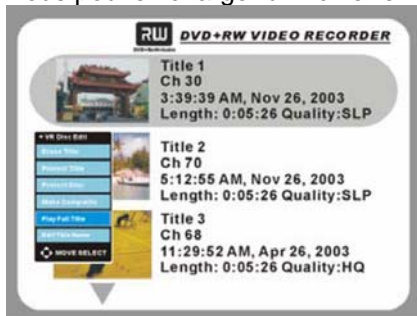 RW DVD+RW VIDEO RECORDER
DVD+ReWritable
Title 1
Ch 30
3:39:39 AM, Nov 26, 2003
Length: 0:05:26 Quality:SLP
Title 2
Ch 70
5:12:55 AM, Nov 26, 2003
Length: 0:05:26 Quality:SLP
Title 3
Ch 68
11:29:52 AM, Apr 26, 2003
Length: 0:05:26 Quality:HQ
+ VR Disc Edit
Erase Title
Protect Title
Protect Disc
Make Compatible
Play Full Title
Edit Title Name
MOVE SELECT